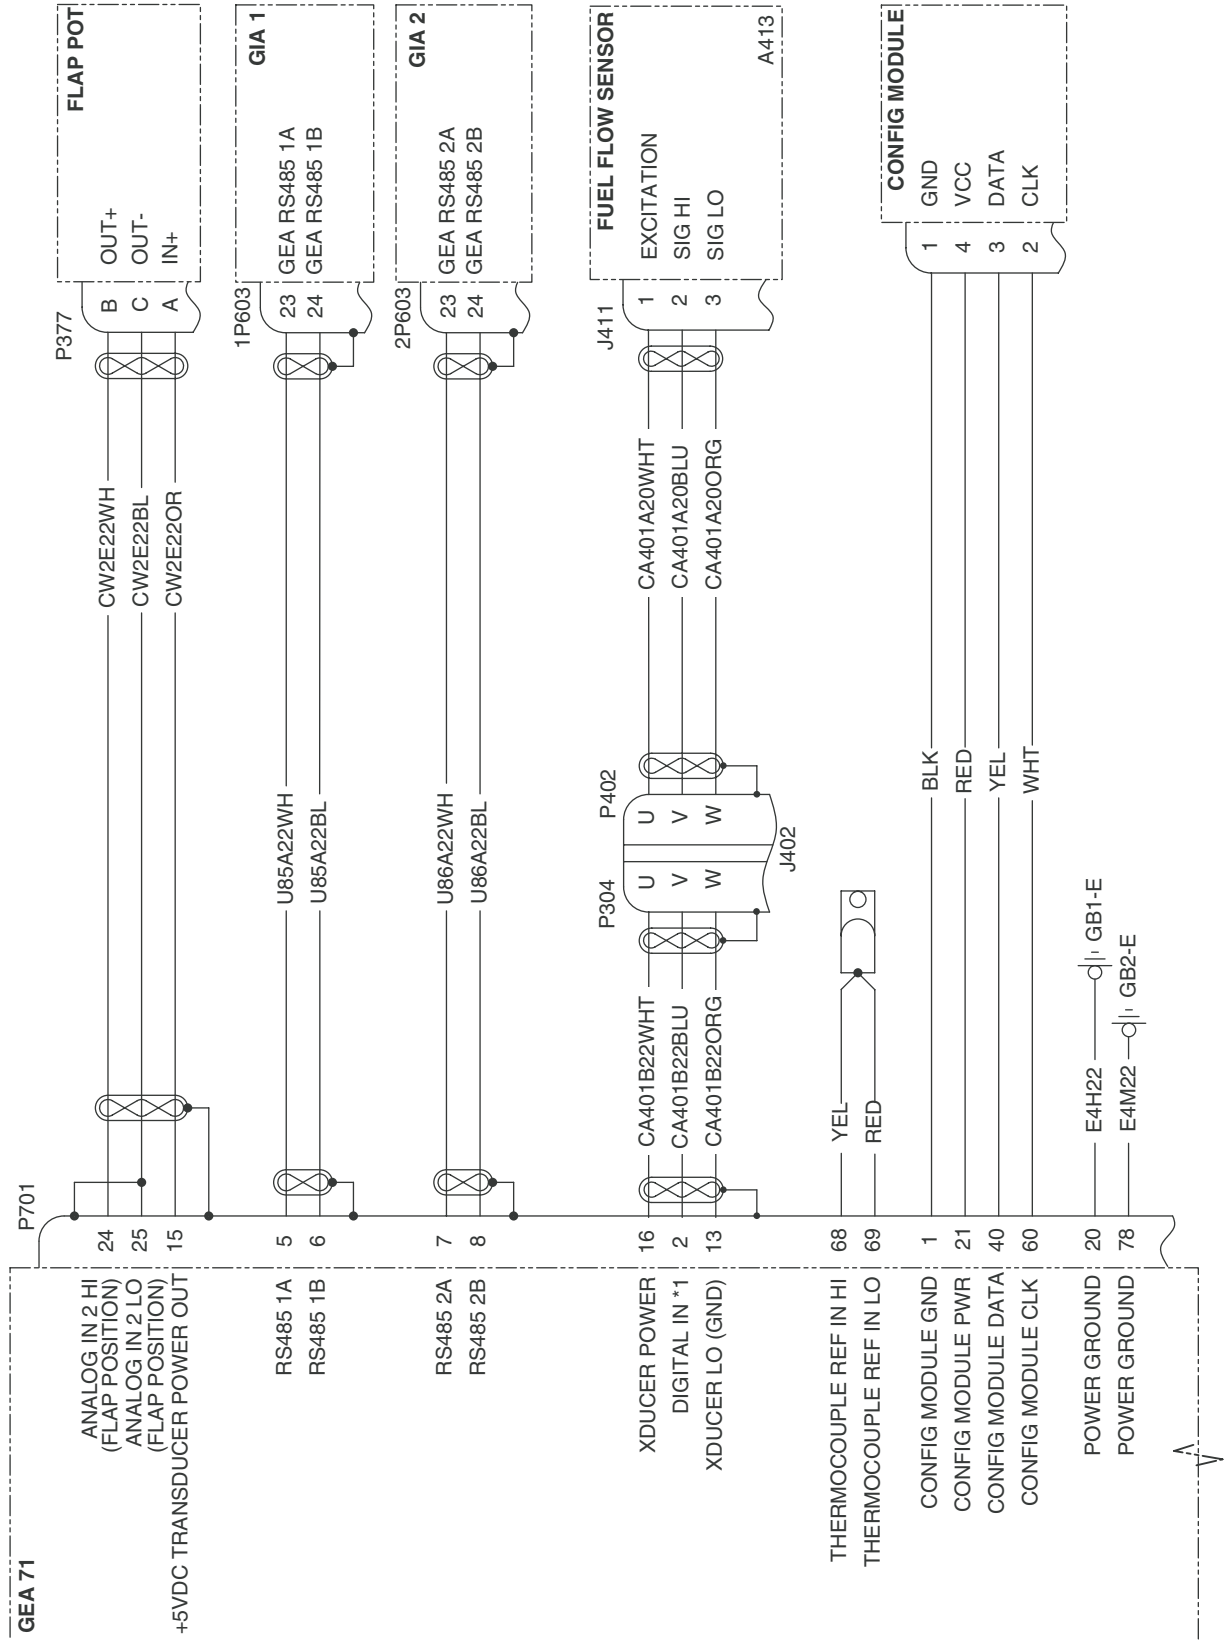 GEA 71
P701
ANALOG IN 2 HI
(FLAP POSITION)
24
CW2E22WH
B
OUT+
ANALOG IN 2 LO
(FLAP POSITION)
25
CW2E22BL
C
OUT-
+5VDC TRANSDUCER POWER OUT
15
CW2E22OR
A
IN+
P377
FLAP POT
RS485 1A
5
U85A22WH
23
GEA RS485 1A
RS485 1B
6
U85A22BL
24
GEA RS485 1B
1P603
GIA 1
RS485 2A
7
U86A22WH
23
GEA RS485 2A
RS485 2B
8
U86A22BL
24
GEA RS485 2B
2P603
GIA 2
XDUCER POWER
16
CA401B22WHT
U
U
CA401A20WHT
1
EXCITATION
DIGITAL IN *1
2
CA401B22BLU
V
V
CA401A20BLU
2
SIG HI
XDUCER LO (GND)
13
CA401B22ORG
W
W
CA401A20ORG
3
SIG LO
P304
P402
J402
J411
FUEL FLOW SENSOR
A413
THERMOCOUPLE REF IN HI
68
YEL
THERMOCOUPLE REF IN LO
69
RED
CONFIG MODULE GND
1
BLK
1
GND
CONFIG MODULE PWR
21
RED
4
VCC
CONFIG MODULE DATA
40
YEL
3
DATA
CONFIG MODULE CLK
60
WHT
2
CLK
CONFIG MODULE
POWER GROUND
20
E4H22
GB1-E
POWER GROUND
78
E4M22
GB2-E